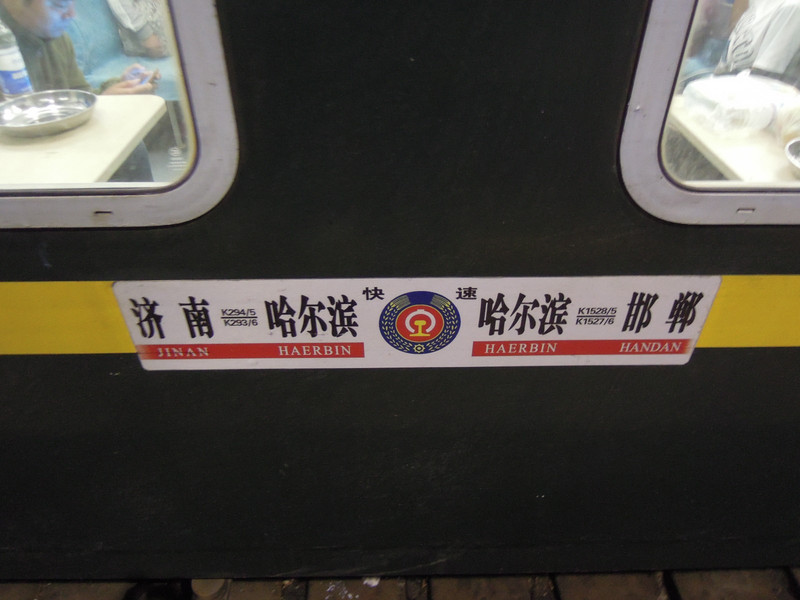 快 速
济 南 K294/5 哈尔滨 哈尔滨 K1528/5 邯 郸
K293/6 K1527/6
JINAN HAERBIN HAERBIN HANDAN